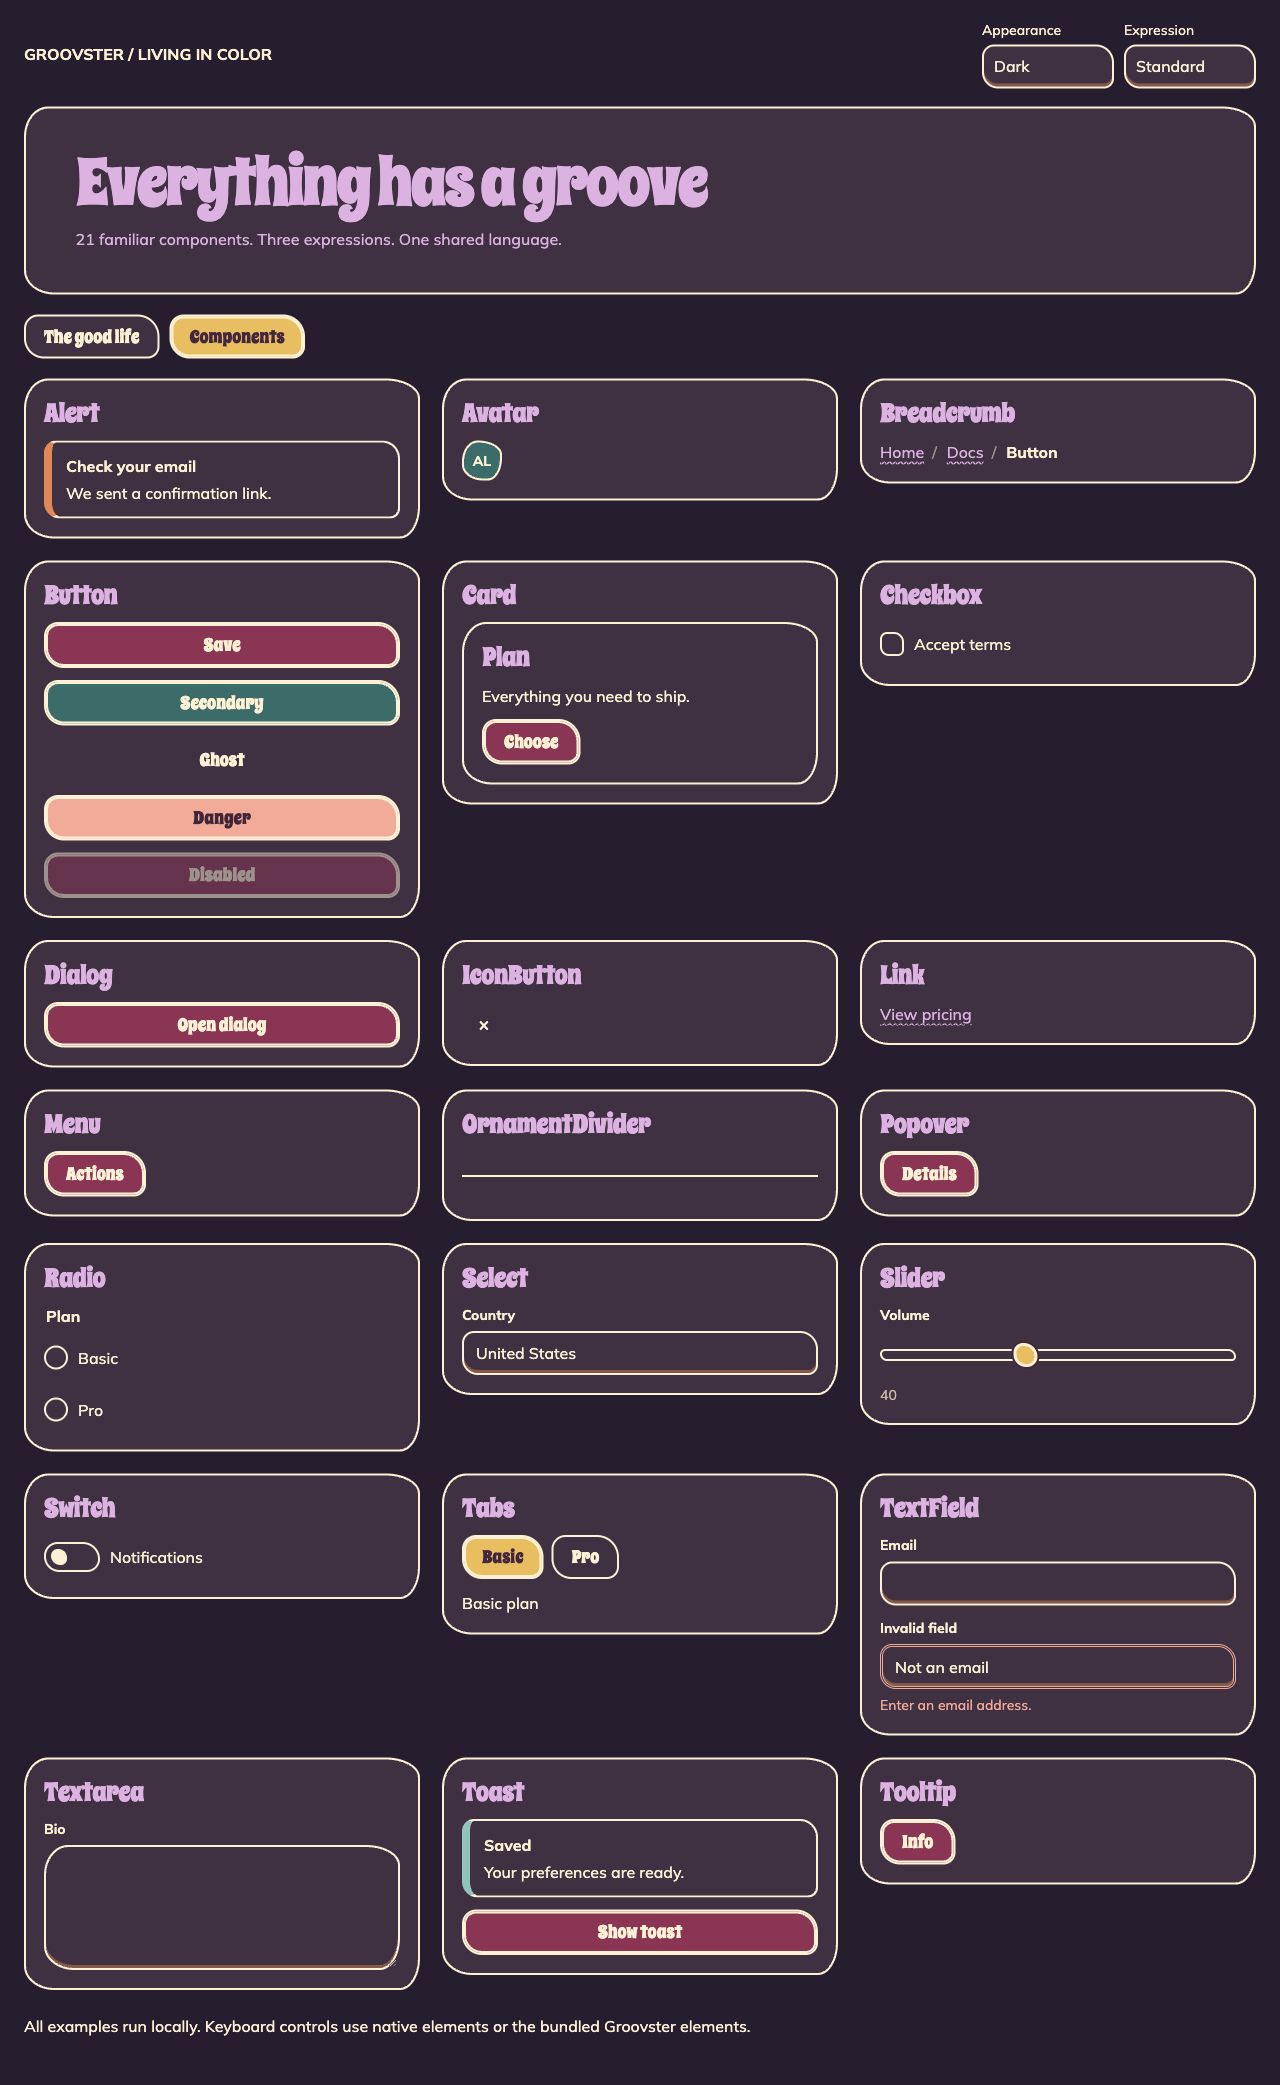 GROOVSTER / LIVING IN COLOR
Appearance
Expression
Dark
Standard
Everything has a groove
21 familiar components. Three expressions. One shared language.
The good life
Components
Alert
Check your email
We sent a confirmation link.
Avatar
AL
Breadcrumb
Home / Docs / Button
Button
Save
Secondary
Ghost
Danger
Disabled
Card
Plan
Everything you need to ship.
Choose
Checkbox
Accept terms
Dialog
Open dialog
IconButton
×
Link
View pricing
Menu
Actions
OrnamentDivider
Popover
Details
Radio
Plan
Basic
Pro
Select
Country
United States
Slider
Volume
40
Switch
Notifications
Tabs
Basic
Pro
Basic plan
TextField
Email
Invalid field
Not an email
Enter an email address.
Textarea
Bio
Toast
Saved
Your preferences are ready.
Show toast
Tooltip
Info
All examples run locally. Keyboard controls use native elements or the bundled Groovster elements.